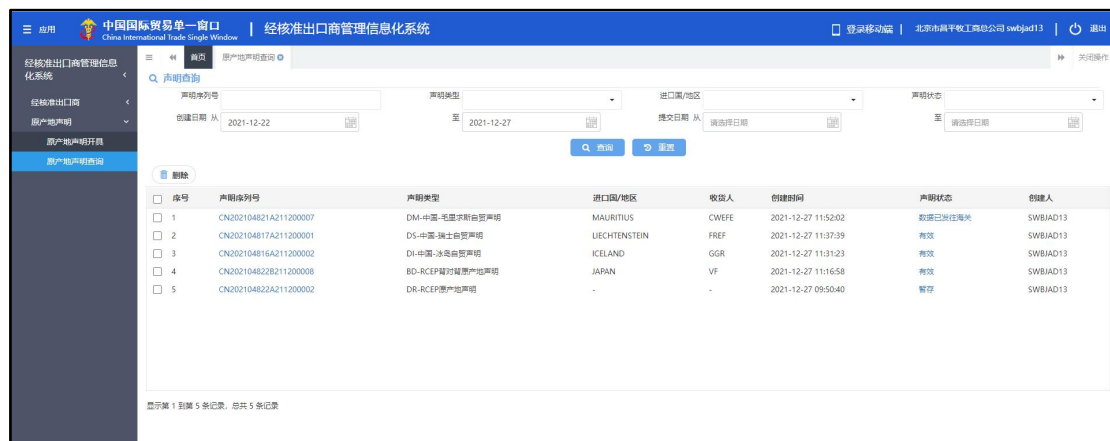 应用 中国国际贸易单一窗口 经核准出口商管理信息化系统 登录移动端 北京市昌平牧工商总公司 swbjad13 退出
China International Trade Single Window
经核准出口商管理信息化系统
经核准出口商
原产地声明
原产地声明开具
原产地声明查询
首页 原产地声明查询 关闭操作
声明查询
声明序列号 声明类型 进口国/地区 声明状态
创建日期 从 2021-12-22 至 2021-12-27 提交日期 从 请选择日期 至 请选择日期
查询 重置
删除
序号 声明序列号 声明类型 进口国/地区 收货人 创建时间 声明状态 创建人
1 CN202104821A211200007 DM-中国-毛里求斯自贸声明 MAURITIUS CWEFE 2021-12-27 11:52:02 数据已发往海关 SWBJAD13
2 CN202104817A211200001 DS-中国-瑞士自贸声明 LIECHTENSTEIN FREF 2021-12-27 11:37:39 有效 SWBJAD13
3 CN202104816A211200002 DI-中国-冰岛自贸声明 ICELAND GGR 2021-12-27 11:31:23 有效 SWBJAD13
4 CN202104822B211200008 BD-RCEP背对背原产地声明 JAPAN VF 2021-12-27 11:16:58 有效 SWBJAD13
5 CN202104822A211200002 DR-RCEP原产地声明 - - 2021-12-27 09:50:40 暂存 SWBJAD13
显示第 1 到第 5 条记录，总共 5 条记录